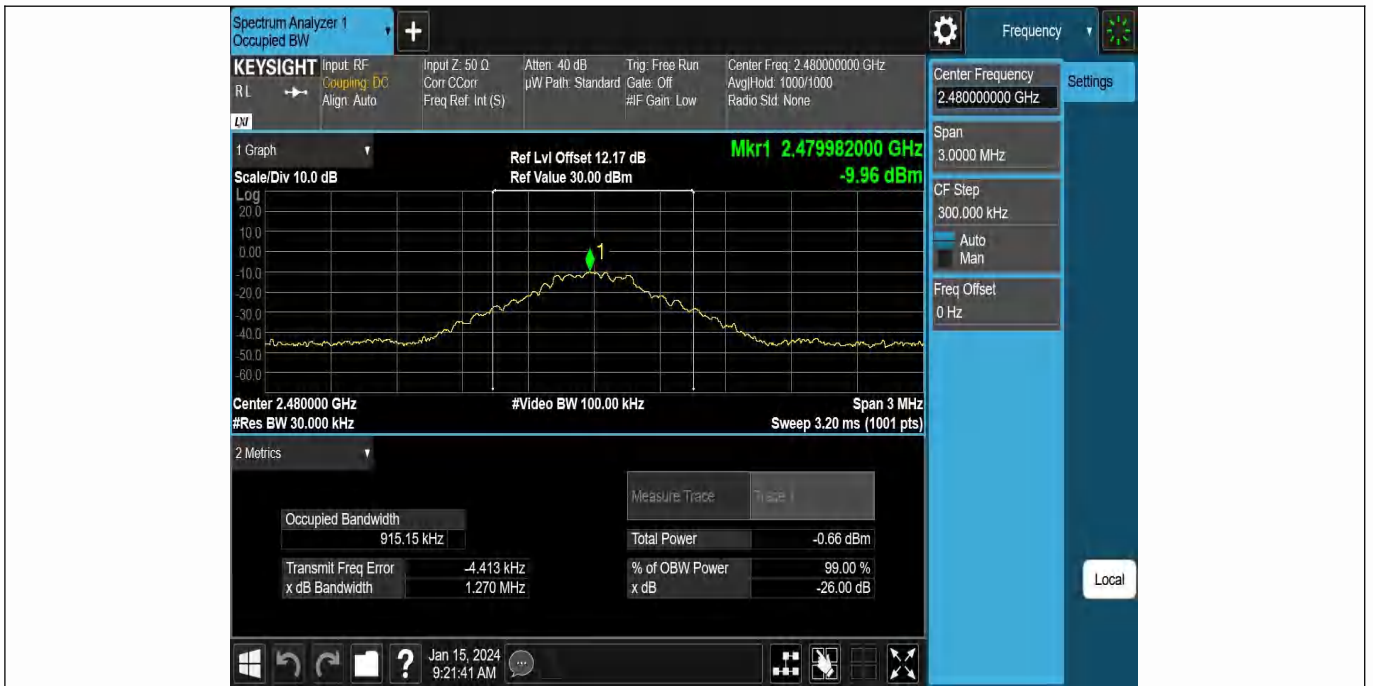 Spectrum Analyzer 1
Occupied BW
+
Frequency
KEYSIGHT
R L
LXI
Input: RF
Coupling: DC
Align: Auto
Input Z: 50 Ω
Corr CCorr
Freq Ref: Int (S)
Atten: 40 dB
µW Path: Standard
Trig: Free Run
Gate: Off
#IF Gain: Low
Center Freq: 2.480000000 GHz
Avg|Hold: 1000/1000
Radio Std: None
Center Frequency
2.480000000 GHz
Settings
Span
3.0000 MHz
CF Step
300.000 kHz
Auto
Man
Freq Offset
0 Hz
Local
1 Graph
Scale/Div 10.0 dB
Ref Lvl Offset 12.17 dB
Ref Value 30.00 dBm
Mkr1 2.479982000 GHz
-9.96 dBm
Log
20.0
10.0
0.00
-10.0
-20.0
-30.0
-40.0
-50.0
-60.0
1
Center 2.480000 GHz
#Video BW 100.00 kHz
Span 3 MHz
#Res BW 30.000 kHz
Sweep 3.20 ms (1001 pts)
2 Metrics
Measure Trace
Trace 1
Occupied Bandwidth
915.15 kHz
Total Power -0.66 dBm
Transmit Freq Error -4.413 kHz
% of OBW Power 99.00 %
x dB Bandwidth 1.270 MHz
x dB -26.00 dB
?
Jan 15, 2024
9:21:41 AM